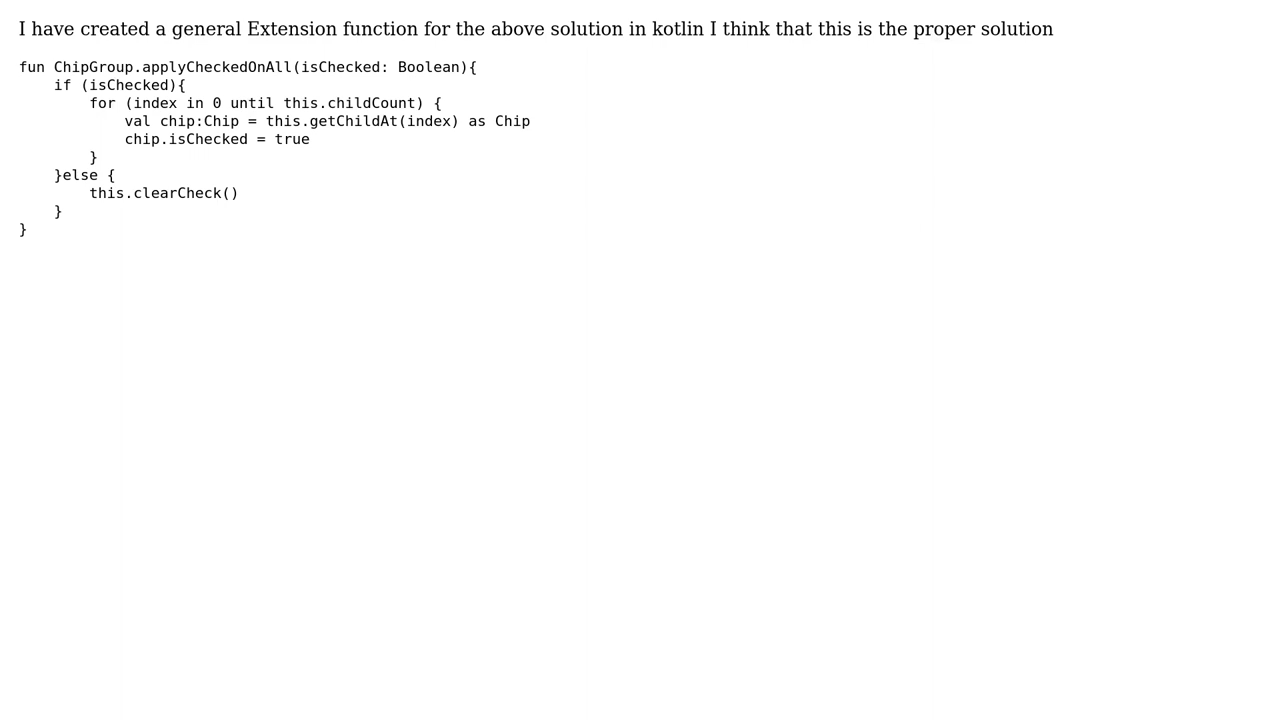 I have created a general Extension function for the above solution in kotlin I think that this is the proper solution
fun ChipGroup.applyCheckedOnAll(isChecked: Boolean){
    if (isChecked){
        for (index in 0 until this.childCount) {
            val chip:Chip = this.getChildAt(index) as Chip
            chip.isChecked = true
        }
    }else {
        this.clearCheck()
    }
}